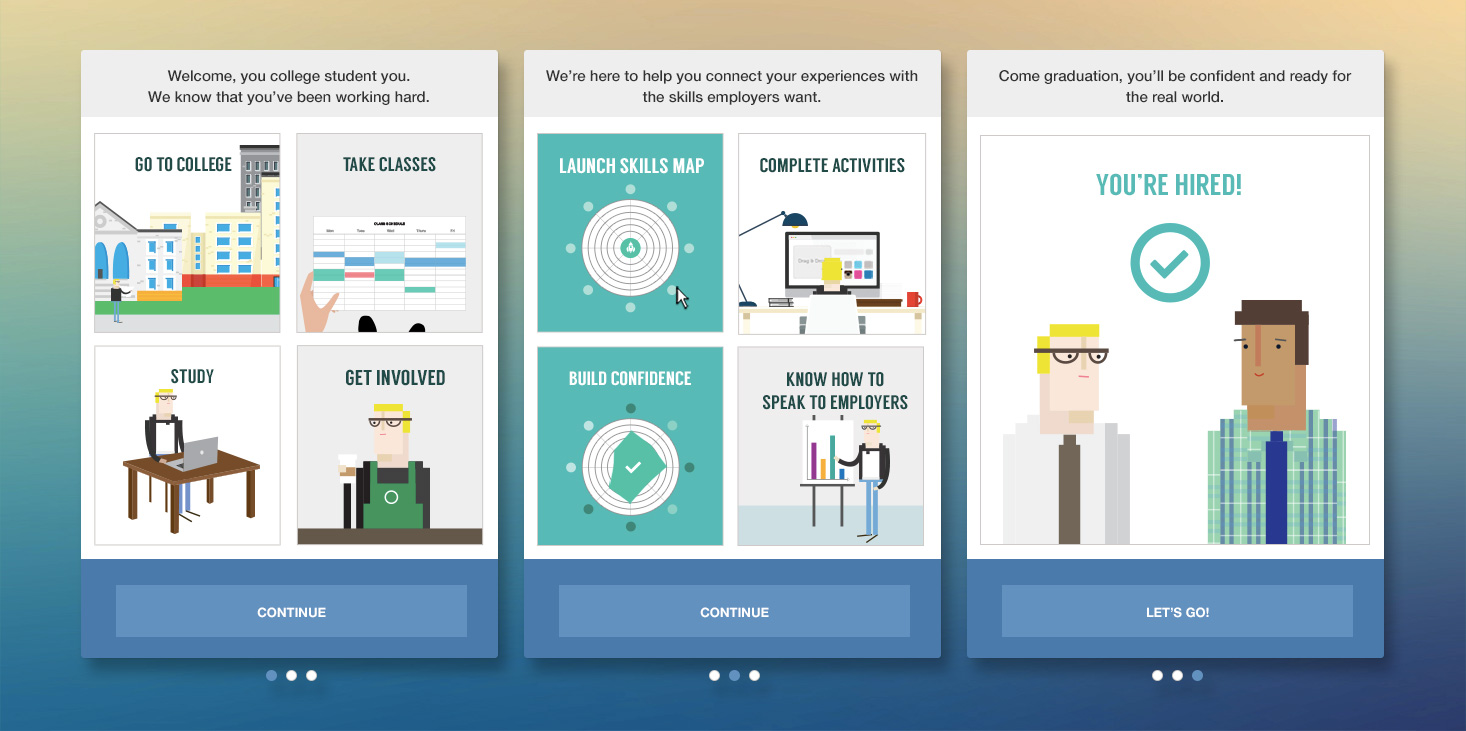 Welcome, you college student you.
We know that you've been working hard.
GO TO COLLEGE
TAKE CLASSES
CLASS SCHEDULE
Mon Tues Wed Thurs Fri
STUDY
GET INVOLVED
CONTINUE
We're here to help you connect your experiences with
the skills employers want.
LAUNCH SKILLS MAP
COMPLETE ACTIVITIES
BUILD CONFIDENCE
KNOW HOW TO
SPEAK TO EMPLOYERS
CONTINUE
Come graduation, you'll be confident and ready for
the real world.
YOU'RE HIRED!
LET'S GO!